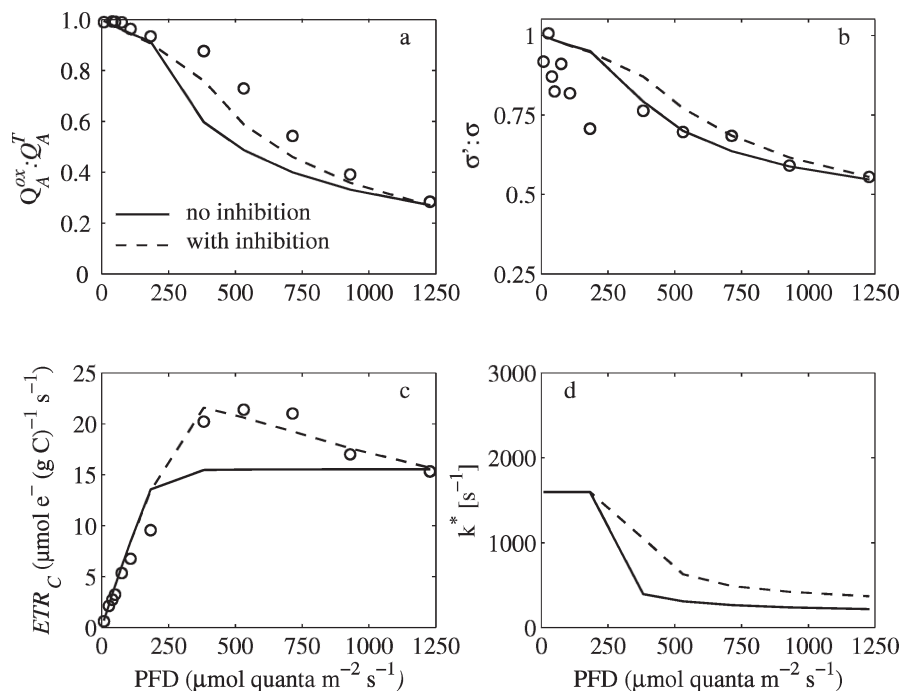 1.0
0.8
0.6
0.4
0.2
0
Q_A^ox:Q_A^T
a
no inhibition
with inhibition
0 250 500 750 1000 1250
1
0.75
0.5
0.25
σ':σ
b
0 250 500 750 1000 1250
25
20
15
10
5
0
ETR_C (μmol e⁻ (g C)⁻¹ s⁻¹)
c
0 250 500 750 1000 1250
PFD (μmol quanta m⁻² s⁻¹)
3000
2000
1000
0
k* [s⁻¹]
d
0 250 500 750 1000 1250
PFD (μmol quanta m⁻² s⁻¹)